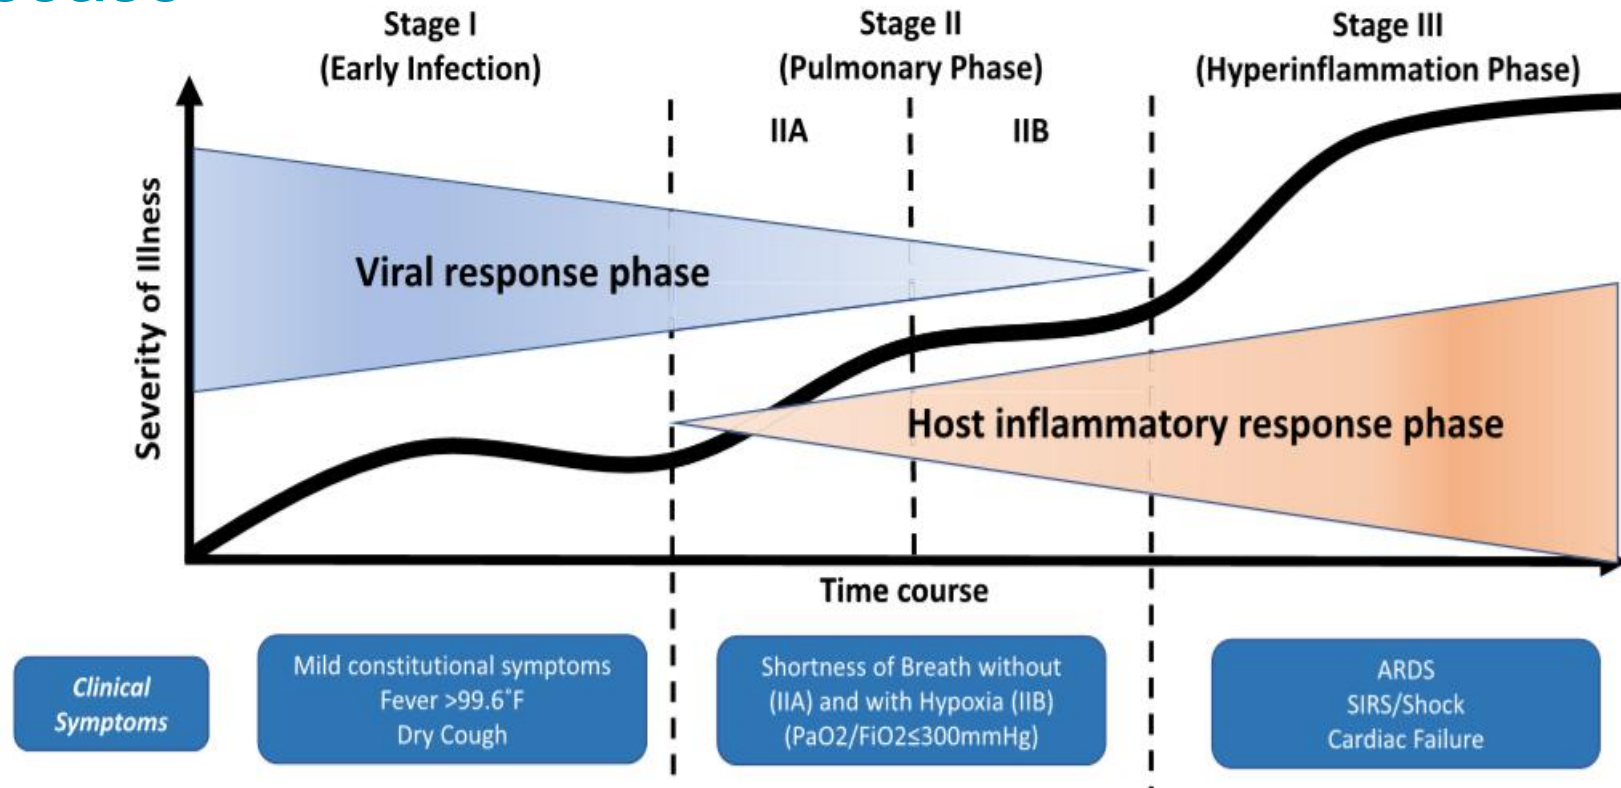 Stage I
(Early Infection)
Stage II
(Pulmonary Phase)
Stage III
(Hyperinflammation Phase)
IIA
IIB
Severity of Illness
Viral response phase
Host inflammatory response phase
Time course
Clinical
Symptoms
Mild constitutional symptoms
Fever >99.6°F
Dry Cough
Shortness of Breath without
(IIA) and with Hypoxia (IIB)
(PaO2/FiO2≤300mmHg)
ARDS
SIRS/Shock
Cardiac Failure